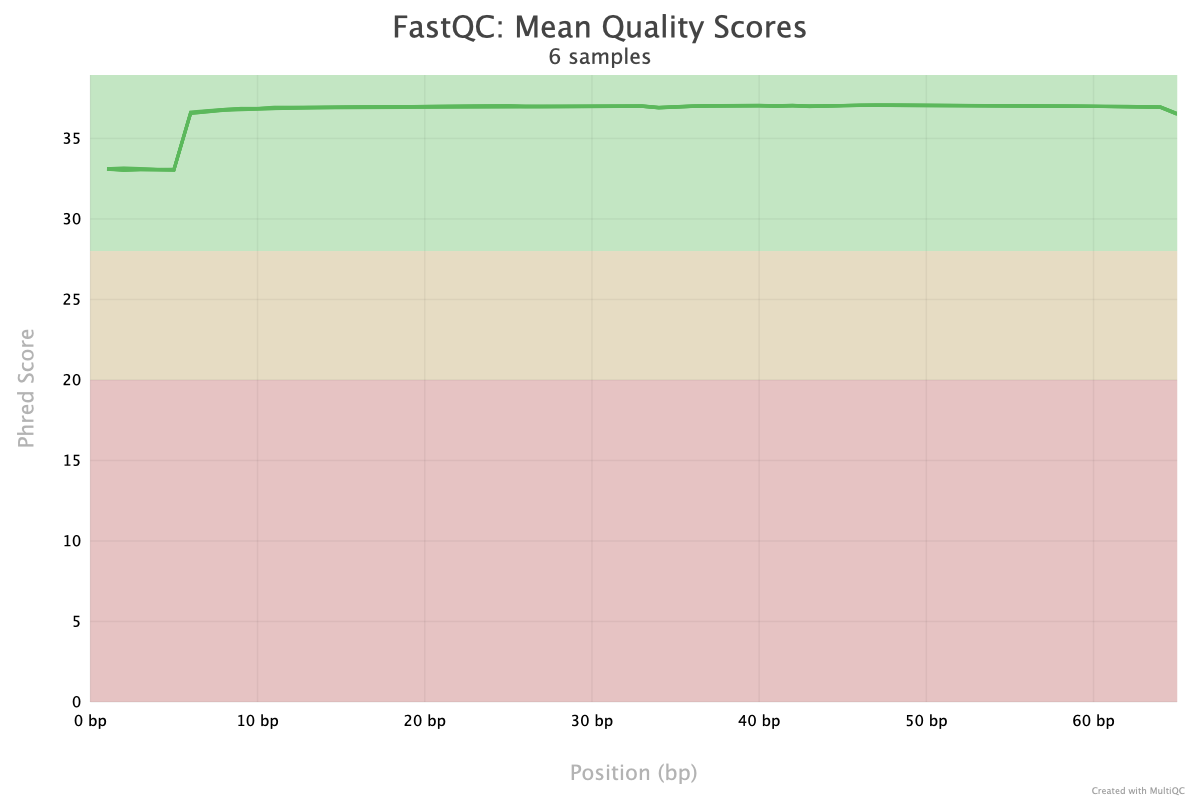 FastQC: Mean Quality Scores
6 samples
Phred Score
35
30
25
20
15
10
5
0
0 bp
10 bp
20 bp
30 bp
40 bp
50 bp
60 bp
Position (bp)
Created with MultiQC